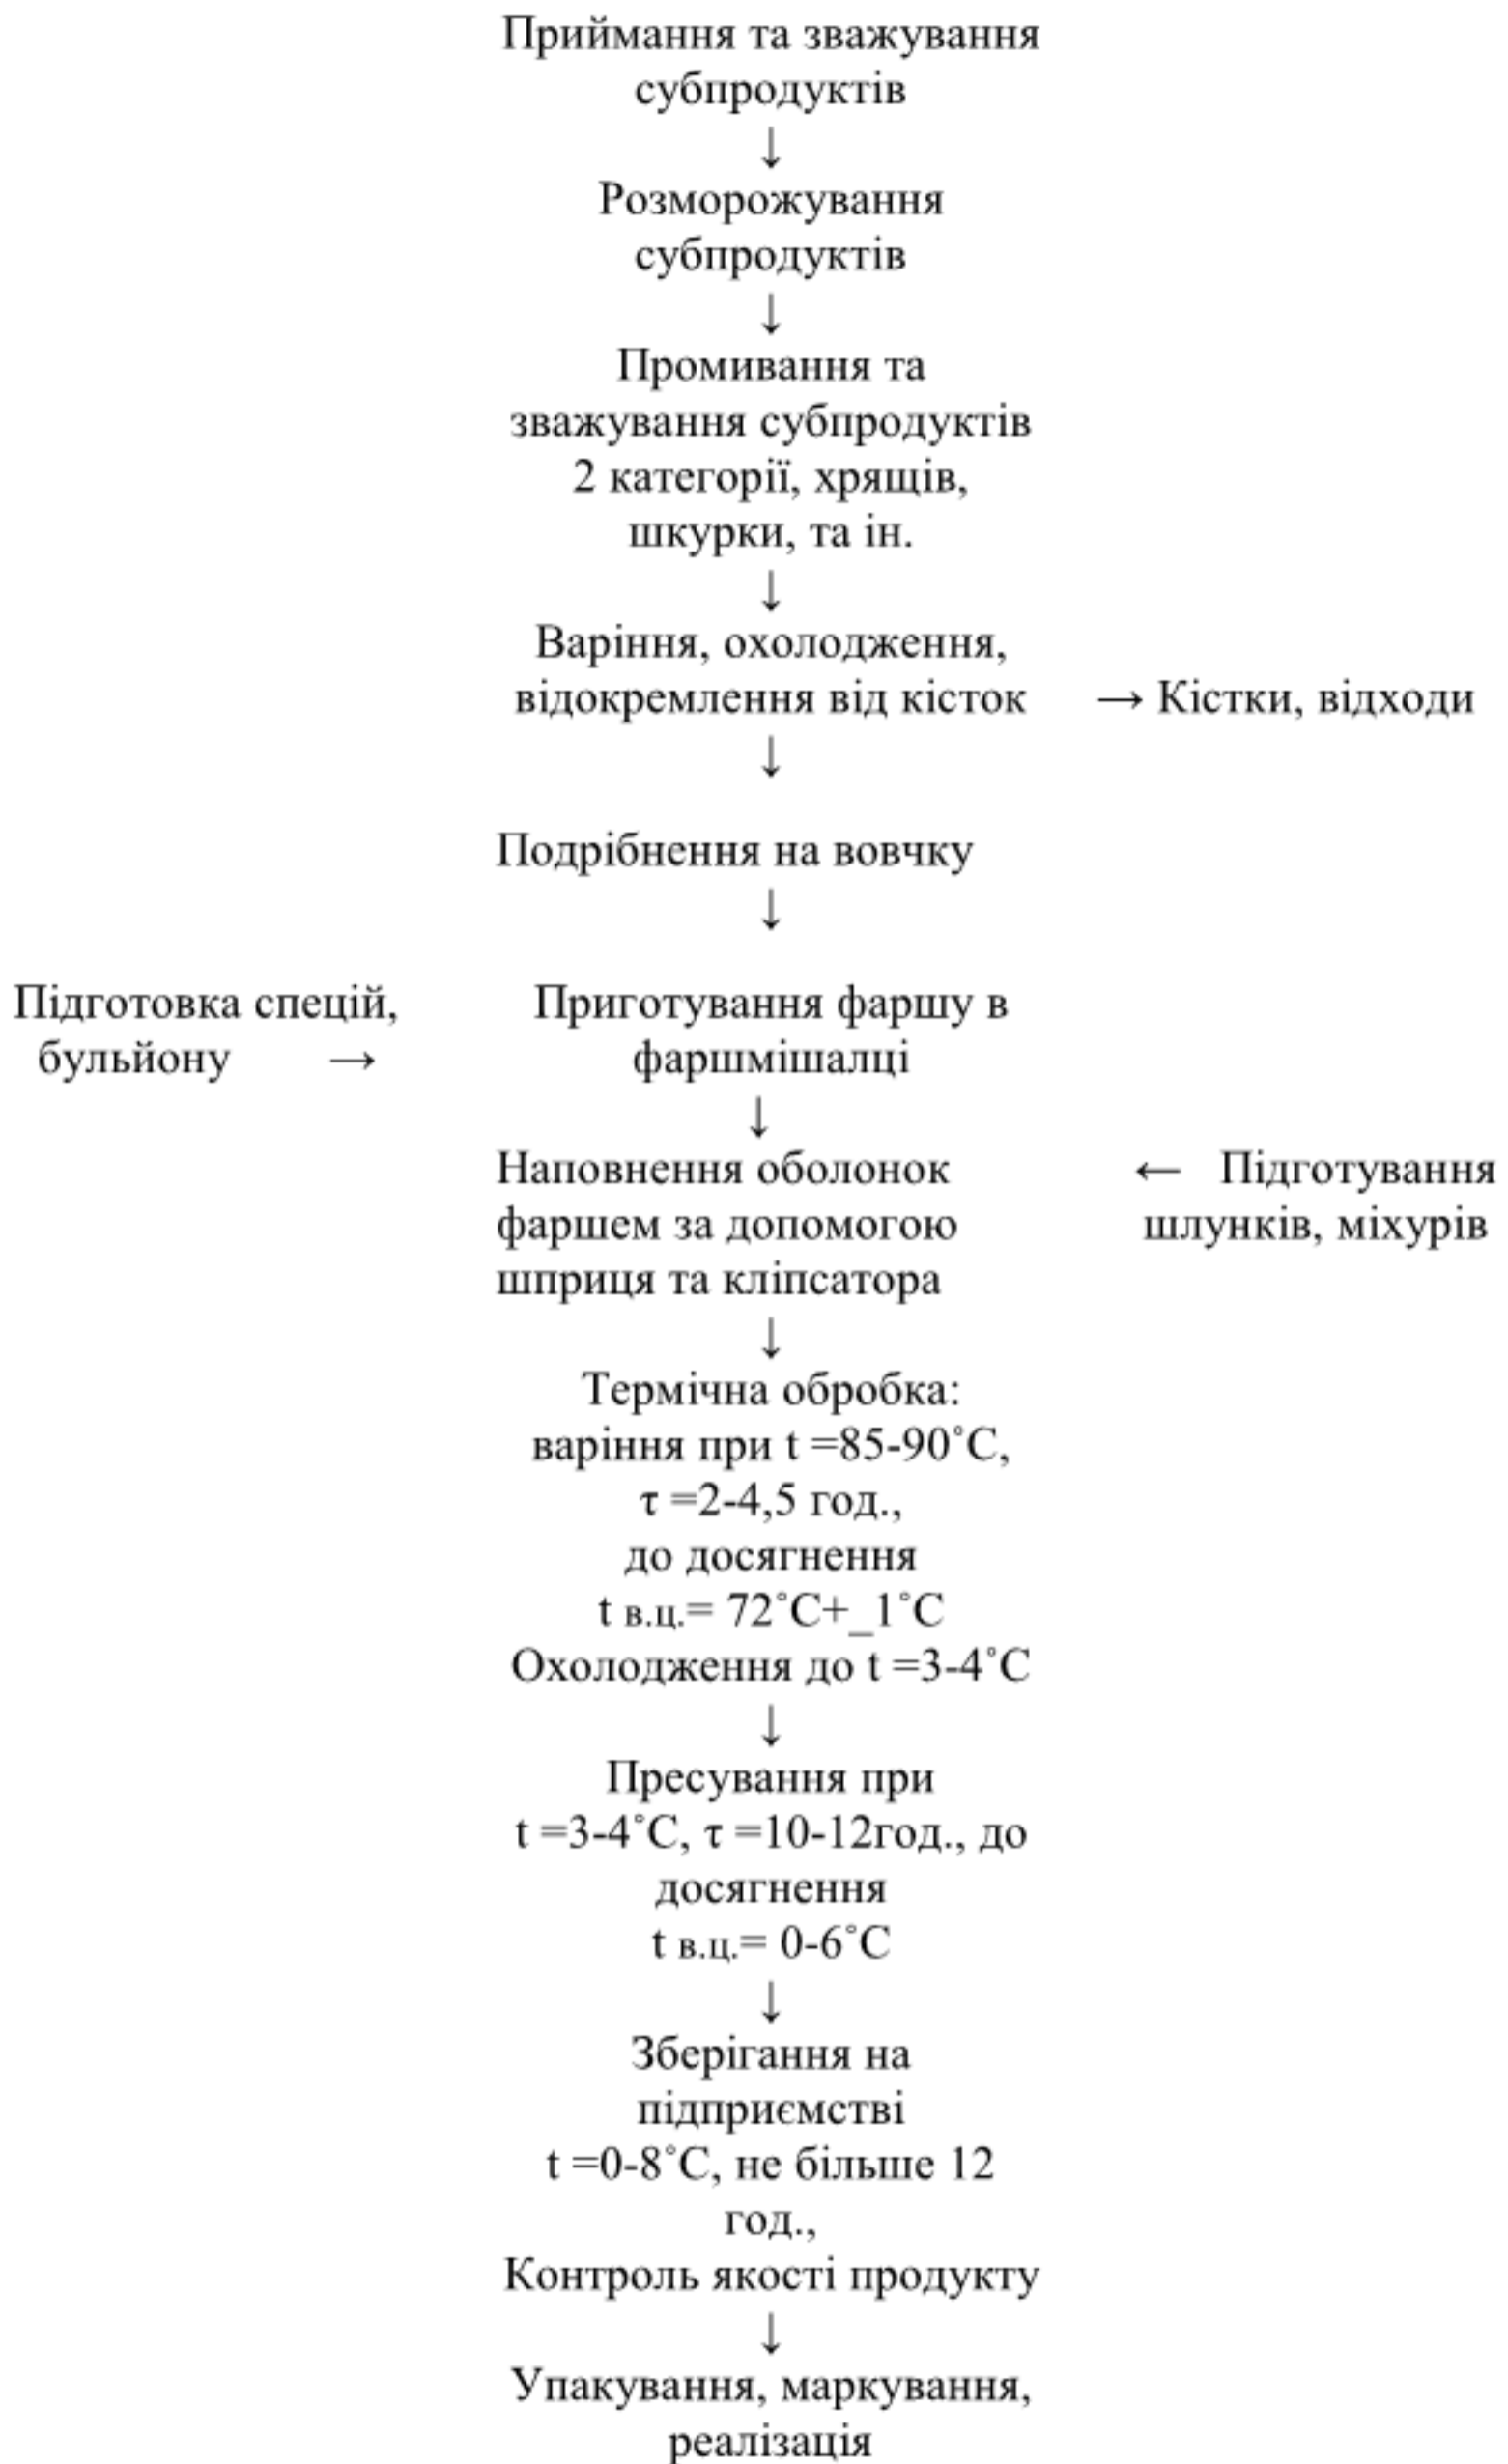 Приймання та зважування
субпродуктів
↓
Розморожування
субпродуктів
↓
Промивання та
зважування субпродуктів
2 категорії, хрящів,
шкурки, та ін.
↓
Варіння, охолодження,
відокремлення від кісток → Кістки, відходи
↓
Подрібнення на вовчку
↓
Підготовка спецій,
бульйону →
Приготування фаршу в
фаршмішалці
↓
Наповнення оболонок
фаршем за допомогою
шприця та кліпсатора
← Підготування
шлунків, міхурів
↓
Термічна обробка:
варіння при t =85-90˚С,
τ =2-4,5 год.,
до досягнення
t в.ц.= 72˚С+_1˚С
Охолодження до t =3-4˚С
↓
Пресування при
t =3-4˚С, τ =10-12год., до
досягнення
t в.ц.= 0-6˚С
↓
Зберігання на
підприємстві
t =0-8˚С, не більше 12
год.,
Контроль якості продукту
↓
Упакування, маркування,
реалізація